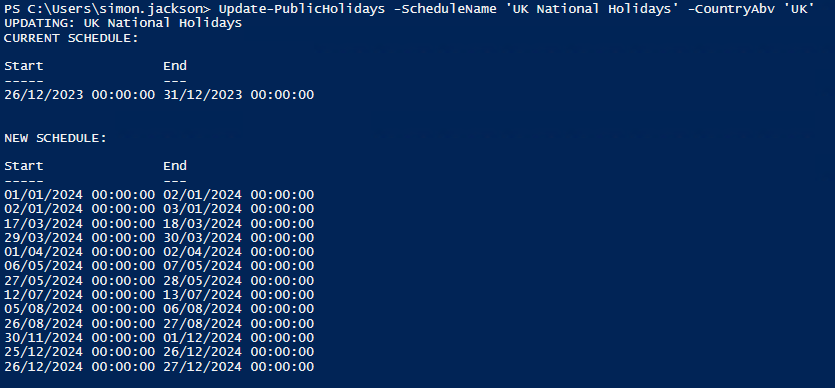 PS C:\Users\simon.jackson> Update-PublicHolidays -ScheduleName 'UK National Holidays' -CountryAbv 'UK'
UPDATING: UK National Holidays
CURRENT SCHEDULE:
Start End
----- ---
26/12/2023 00:00:00 31/12/2023 00:00:00
NEW SCHEDULE:
Start End
----- ---
01/01/2024 00:00:00 02/01/2024 00:00:00
02/01/2024 00:00:00 03/01/2024 00:00:00
17/03/2024 00:00:00 18/03/2024 00:00:00
29/03/2024 00:00:00 30/03/2024 00:00:00
01/04/2024 00:00:00 02/04/2024 00:00:00
06/05/2024 00:00:00 07/05/2024 00:00:00
27/05/2024 00:00:00 28/05/2024 00:00:00
12/07/2024 00:00:00 13/07/2024 00:00:00
05/08/2024 00:00:00 06/08/2024 00:00:00
26/08/2024 00:00:00 27/08/2024 00:00:00
30/11/2024 00:00:00 01/12/2024 00:00:00
25/12/2024 00:00:00 26/12/2024 00:00:00
26/12/2024 00:00:00 27/12/2024 00:00:00